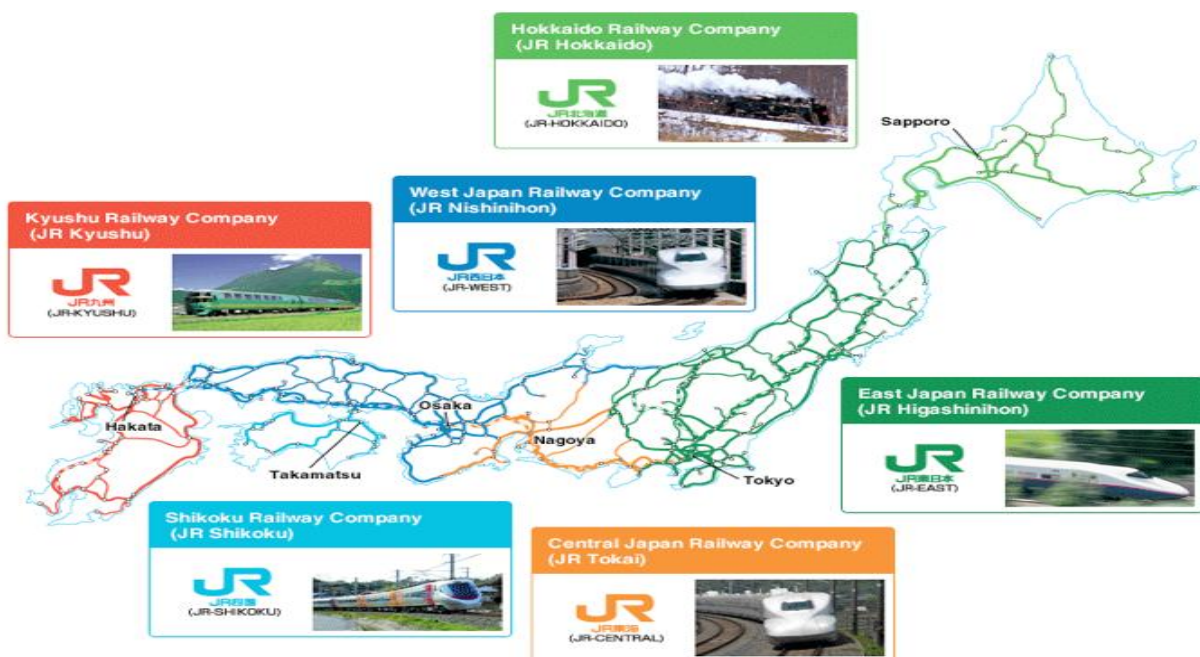 Hokkaido Railway Company
(JR Hokkaido)
JR
JR北海道
(JR-HOKKAIDO)
Sapporo
West Japan Railway Company
(JR Nishinihon)
JR
JR西日本
(JR-WEST)
Kyushu Railway Company
(JR Kyushu)
JR
JR九州
(JR-KYUSHU)
East Japan Railway Company
(JR Higashinihon)
JR
JR東日本
(JR-EAST)
Osaka
Hakata
Nagoya
Takamatsu
Tokyo
Shikoku Railway Company
(JR Shikoku)
JR
JR四国
(JR-SHIKOKU)
Central Japan Railway Company
(JR Tokai)
JR
JR東海
(JR-CENTRAL)